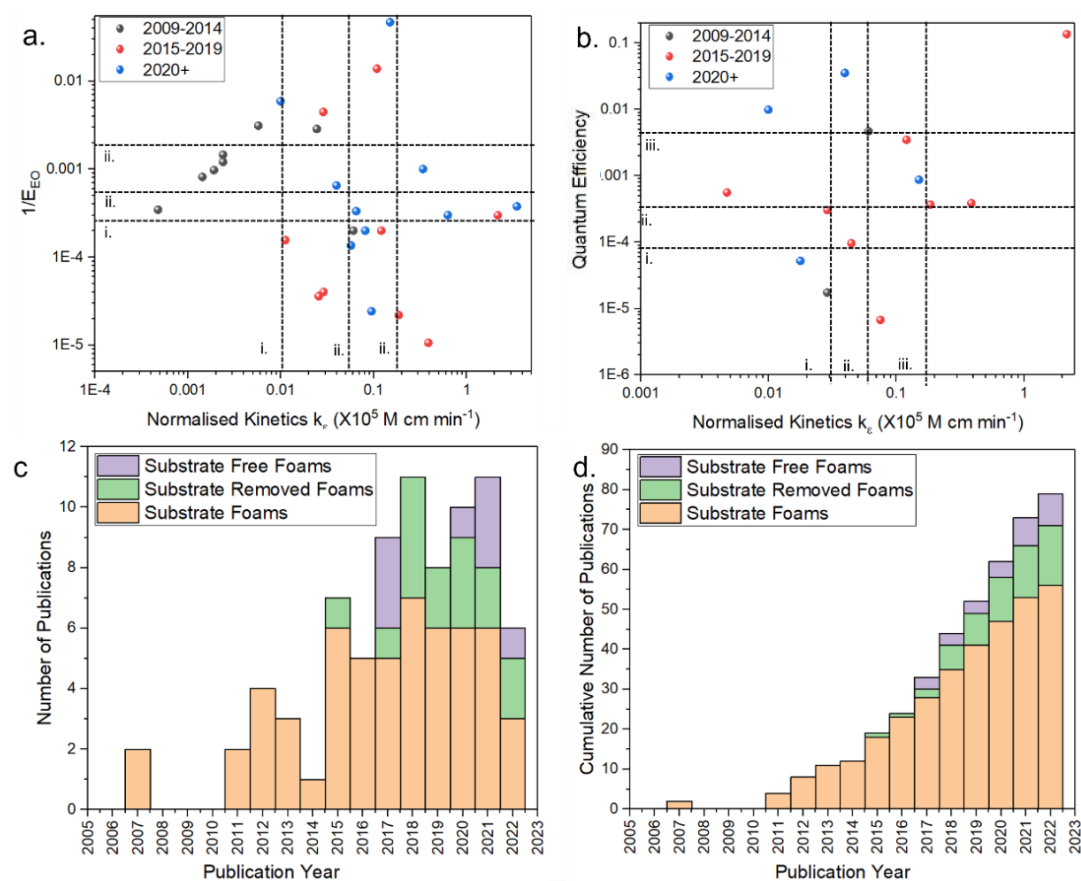 a.
2009-2014
2015-2019
2020+
0.01
0.001
1E-4
1E-5
1/E_EO
ii.
ii.
i.
i.
ii.
ii.
1E-4
0.001
0.01
0.1
1
Normalised Kinetics k_ε (X10⁵ M cm min⁻¹)
b.
2009-2014
2015-2019
2020+
0.1
0.01
0.001
1E-4
1E-5
1E-6
Quantum Efficiency
iii.
ii.
i.
i.
ii.
iii.
0.001
0.01
0.1
1
Normalised Kinetics k_ε (X10⁵ M cm min⁻¹)
c
Substrate Free Foams
Substrate Removed Foams
Substrate Foams
12
10
8
6
4
2
0
Number of Publications
2005
2006
2007
2008
2009
2010
2011
2012
2013
2014
2015
2016
2017
2018
2019
2020
2021
2022
2023
Publication Year
d.
Substrate Free Foams
Substrate Removed Foams
Substrate Foams
90
80
70
60
50
40
30
20
10
0
Cumulative Number of Publications
2005
2006
2007
2008
2009
2010
2011
2012
2013
2014
2015
2016
2017
2018
2019
2020
2021
2022
2023
Publication Year